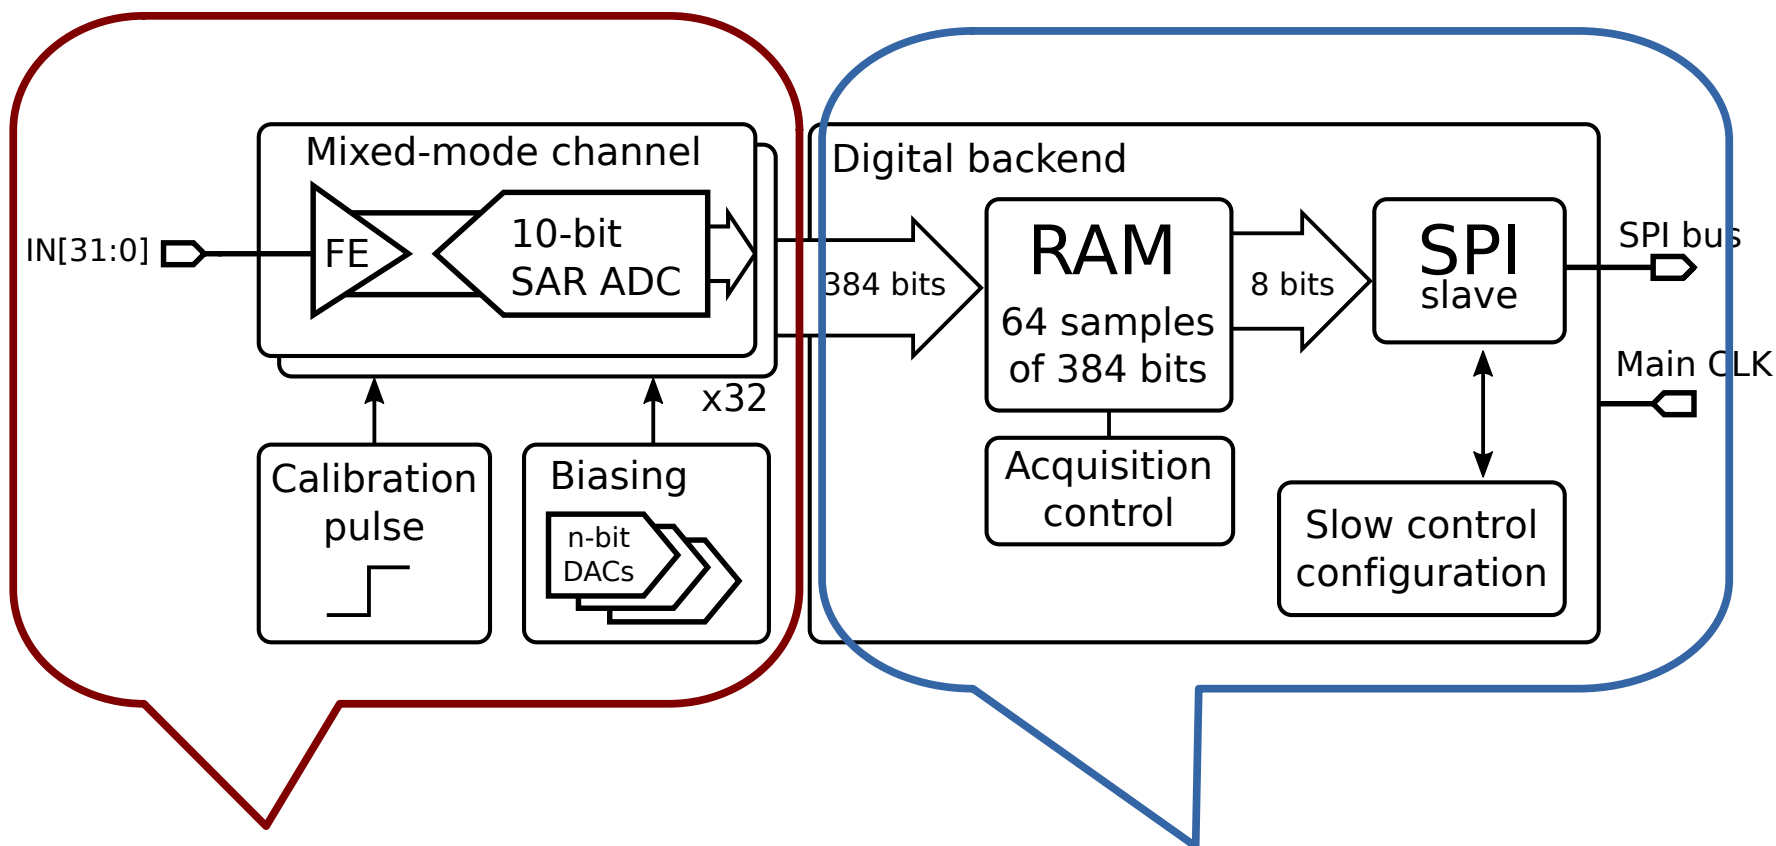 Mixed-mode channel
IN[31:0]
FE
10-bit
SAR ADC
x32
Calibration
pulse
Biasing
n-bit
DACs
Digital backend
384 bits
RAM
64 samples
of 384 bits
8 bits
SPI
slave
SPI bus
Main CLK
Acquisition
control
Slow control
configuration